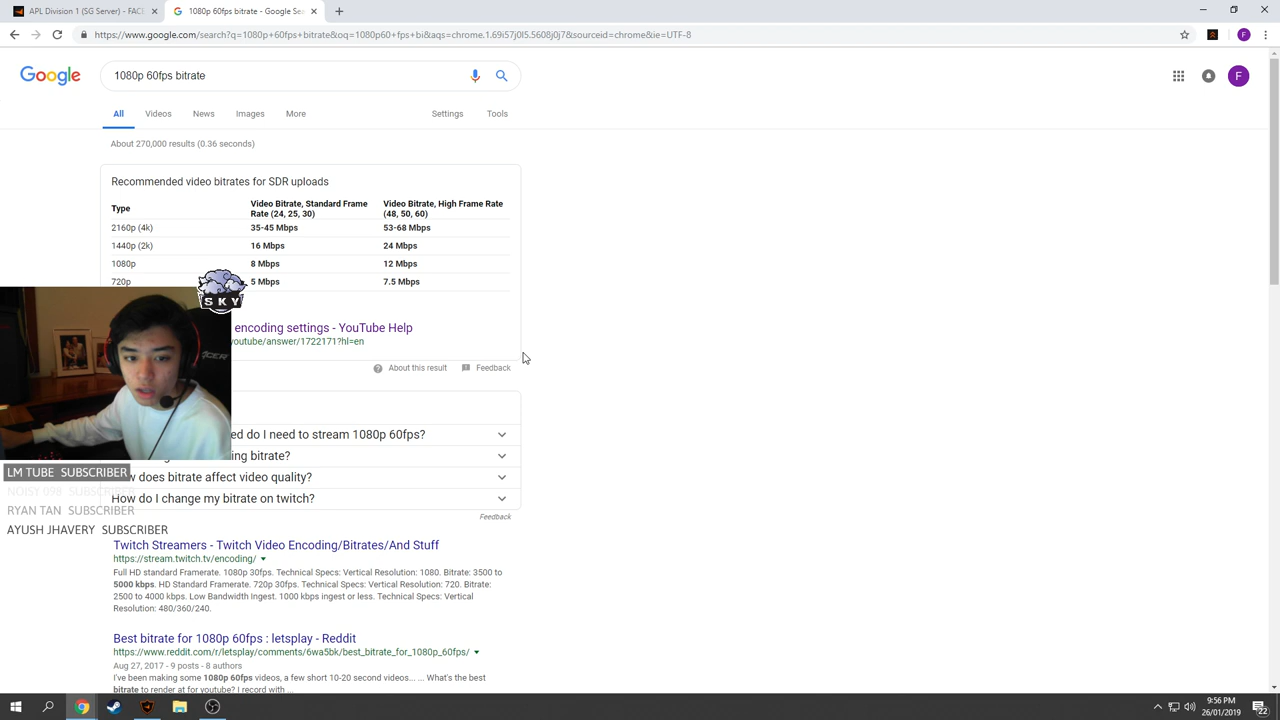 APL Division 1 (SG Server) - FACE
1080p 60fps bitrate - Google Sea
https://www.google.com/search?q=1080p+60fps+bitrate&oq=1080p60+fps+bi&aqs=chrome.1.69i57j0l5.5608j0j7&sourceid=chrome&ie=UTF-8
F
Google
1080p 60fps bitrate
F
All Videos News Images More Settings Tools
About 270,000 results (0.36 seconds)
Recommended video bitrates for SDR uploads
Type Video Bitrate, Standard Frame Rate (24, 25, 30) Video Bitrate, High Frame Rate (48, 50, 60)
2160p (4k) 35-45 Mbps 53-68 Mbps
1440p (2k) 16 Mbps 24 Mbps
1080p 8 Mbps 12 Mbps
720p 5 Mbps 7.5 Mbps
SKY
encoding settings - YouTube Help
youtube/answer/1722171?hl=en
About this result Feedback
ed do I need to stream 1080p 60fps?
ng bitrate?
w does bitrate affect video quality?
How do I change my bitrate on twitch?
Feedback
LM TUBE SUBSCRIBER
NOISY 098 SUBSCRIBER
RYAN TAN SUBSCRIBER
AYUSH JHAVERY SUBSCRIBER
Twitch Streamers - Twitch Video Encoding/Bitrates/And Stuff
https://stream.twitch.tv/encoding/
Full HD standard Framerate. 1080p 30fps. Technical Specs: Vertical Resolution: 1080. Bitrate: 3500 to
5000 kbps. HD Standard Framerate. 720p 30fps. Technical Specs: Vertical Resolution: 720. Bitrate:
2500 to 4000 kbps. Low Bandwidth Ingest. 1000 kbps ingest or less. Technical Specs: Vertical
Resolution: 480/360/240.
Best bitrate for 1080p 60fps : letsplay - Reddit
https://www.reddit.com/r/letsplay/comments/6wa5bk/best_bitrate_for_1080p_60fps/
Aug 27, 2017 - 9 posts - 8 authors
I've been making some 1080p 60fps videos, a few short 10-20 second videos... ... What's the best
bitrate to render at for youtube? I record with ...
9:56 PM
26/01/2019
22